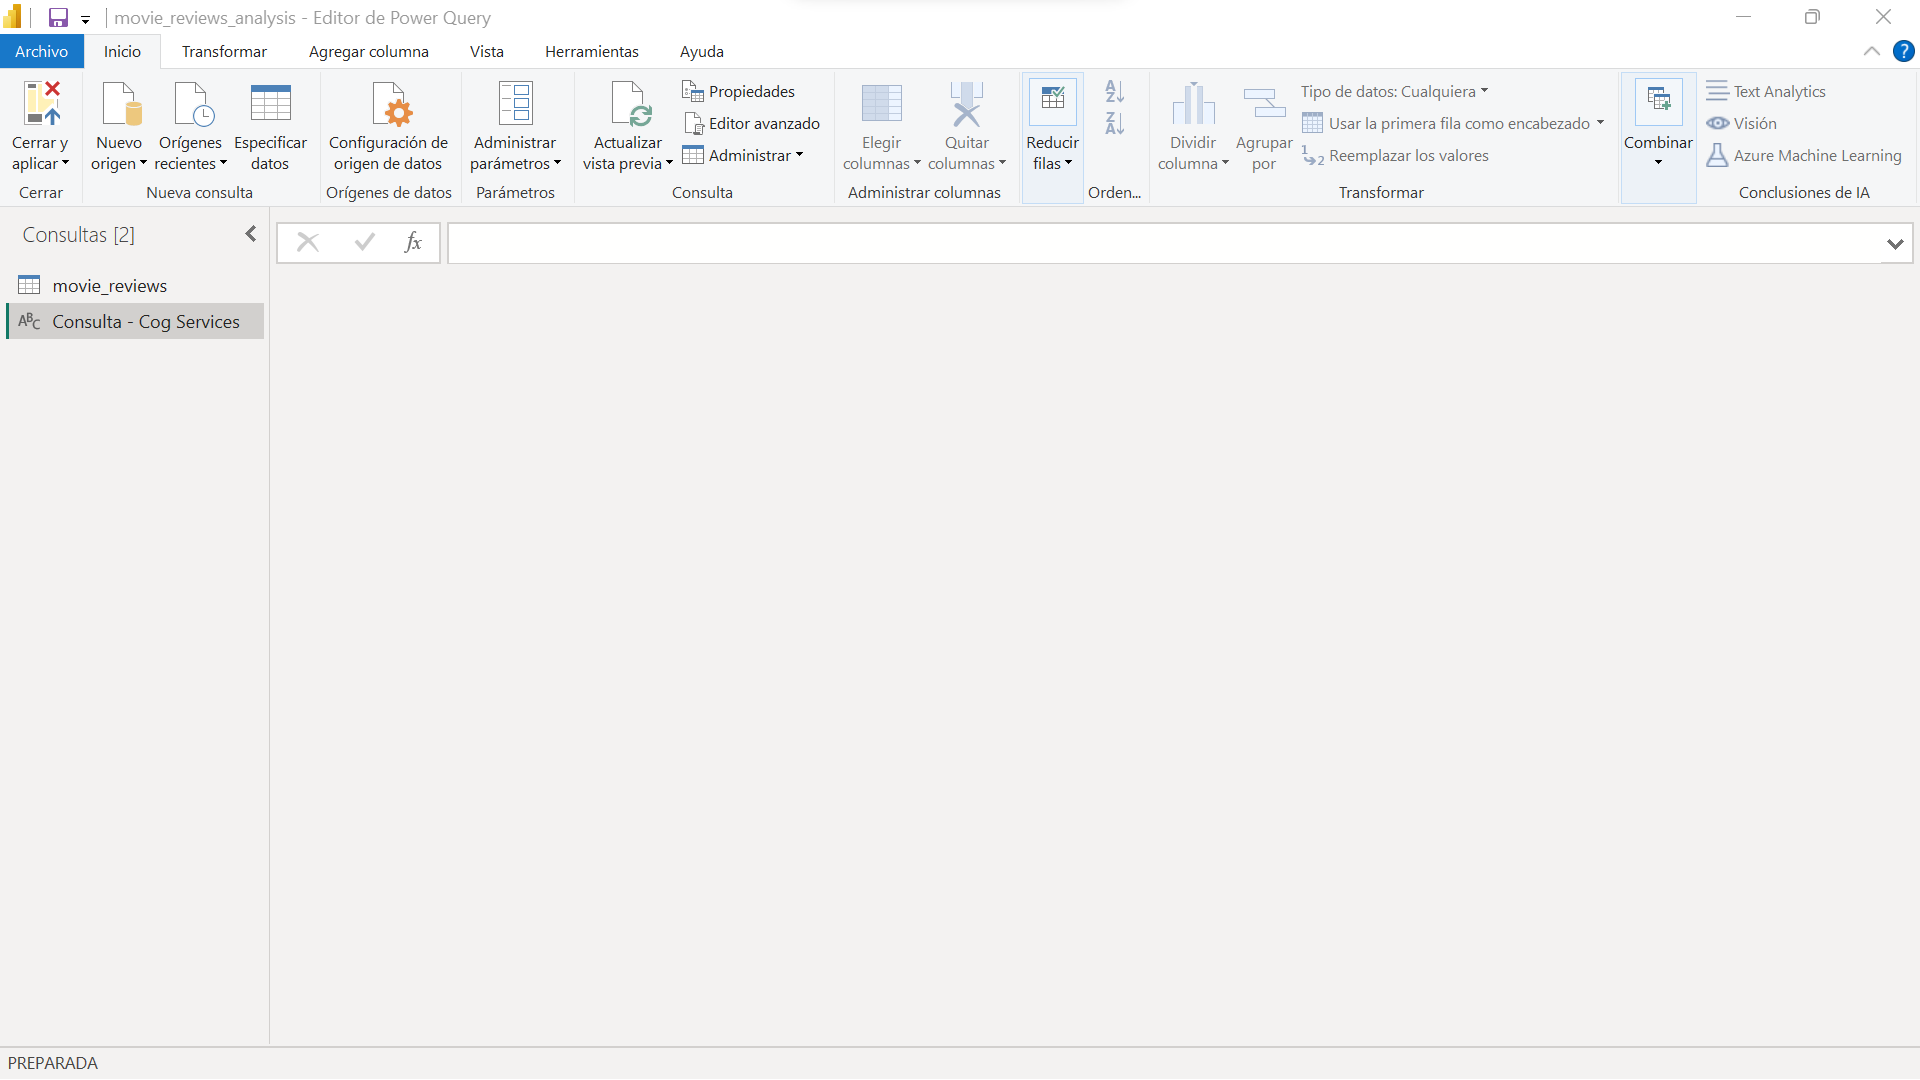 movie_reviews_analysis - Editor de Power Query
Archivo Inicio Transformar Agregar columna Vista Herramientas Ayuda ?
Cerrar y aplicar
Cerrar
Nuevo origen
Orígenes recientes
Especificar datos
Nueva consulta
Configuración de origen de datos
Orígenes de datos
Administrar parámetros
Parámetros
Actualizar vista previa
Propiedades
Editor avanzado
Administrar
Consulta
Elegir columnas
Quitar columnas
Administrar columnas
Reducir filas
A Z
Z A
Orden...
Dividir columna
Agrupar por
Tipo de datos: Cualquiera
Usar la primera fila como encabezado
1 2 Reemplazar los valores
Transformar
Combinar
Text Analytics
Visión
Azure Machine Learning
Conclusiones de IA
Consultas [2]
fx
movie_reviews
ABC Consulta - Cog Services
PREPARADA